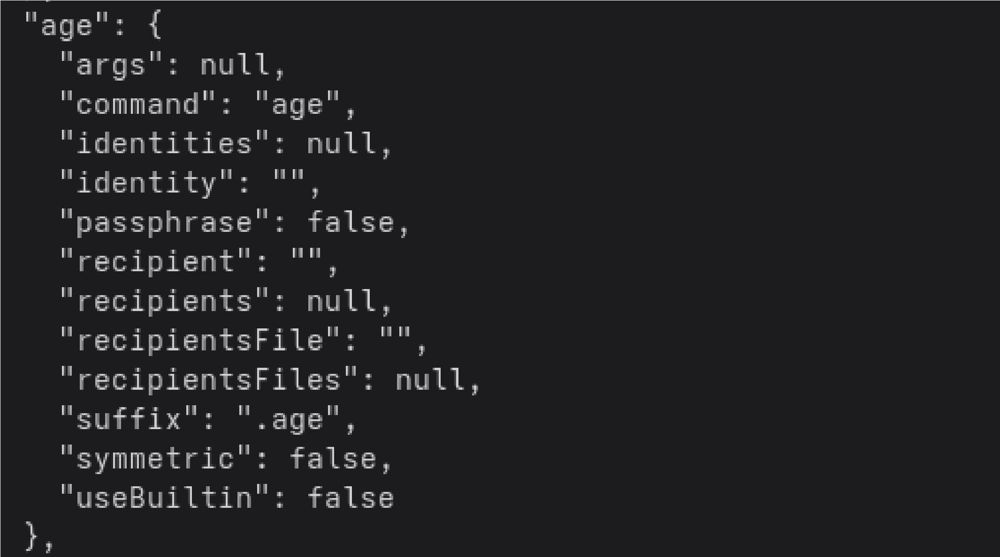 "age": {
"args": null,
"command": "age",
"identities": null,
"identity": "",
"passphrase": false,
"recipient": "",
"recipients": null,
"recipientsFile": "",
"recipientsFiles": null,
"suffix": ".age",
"symmetric": false,
"useBuiltin": false
},